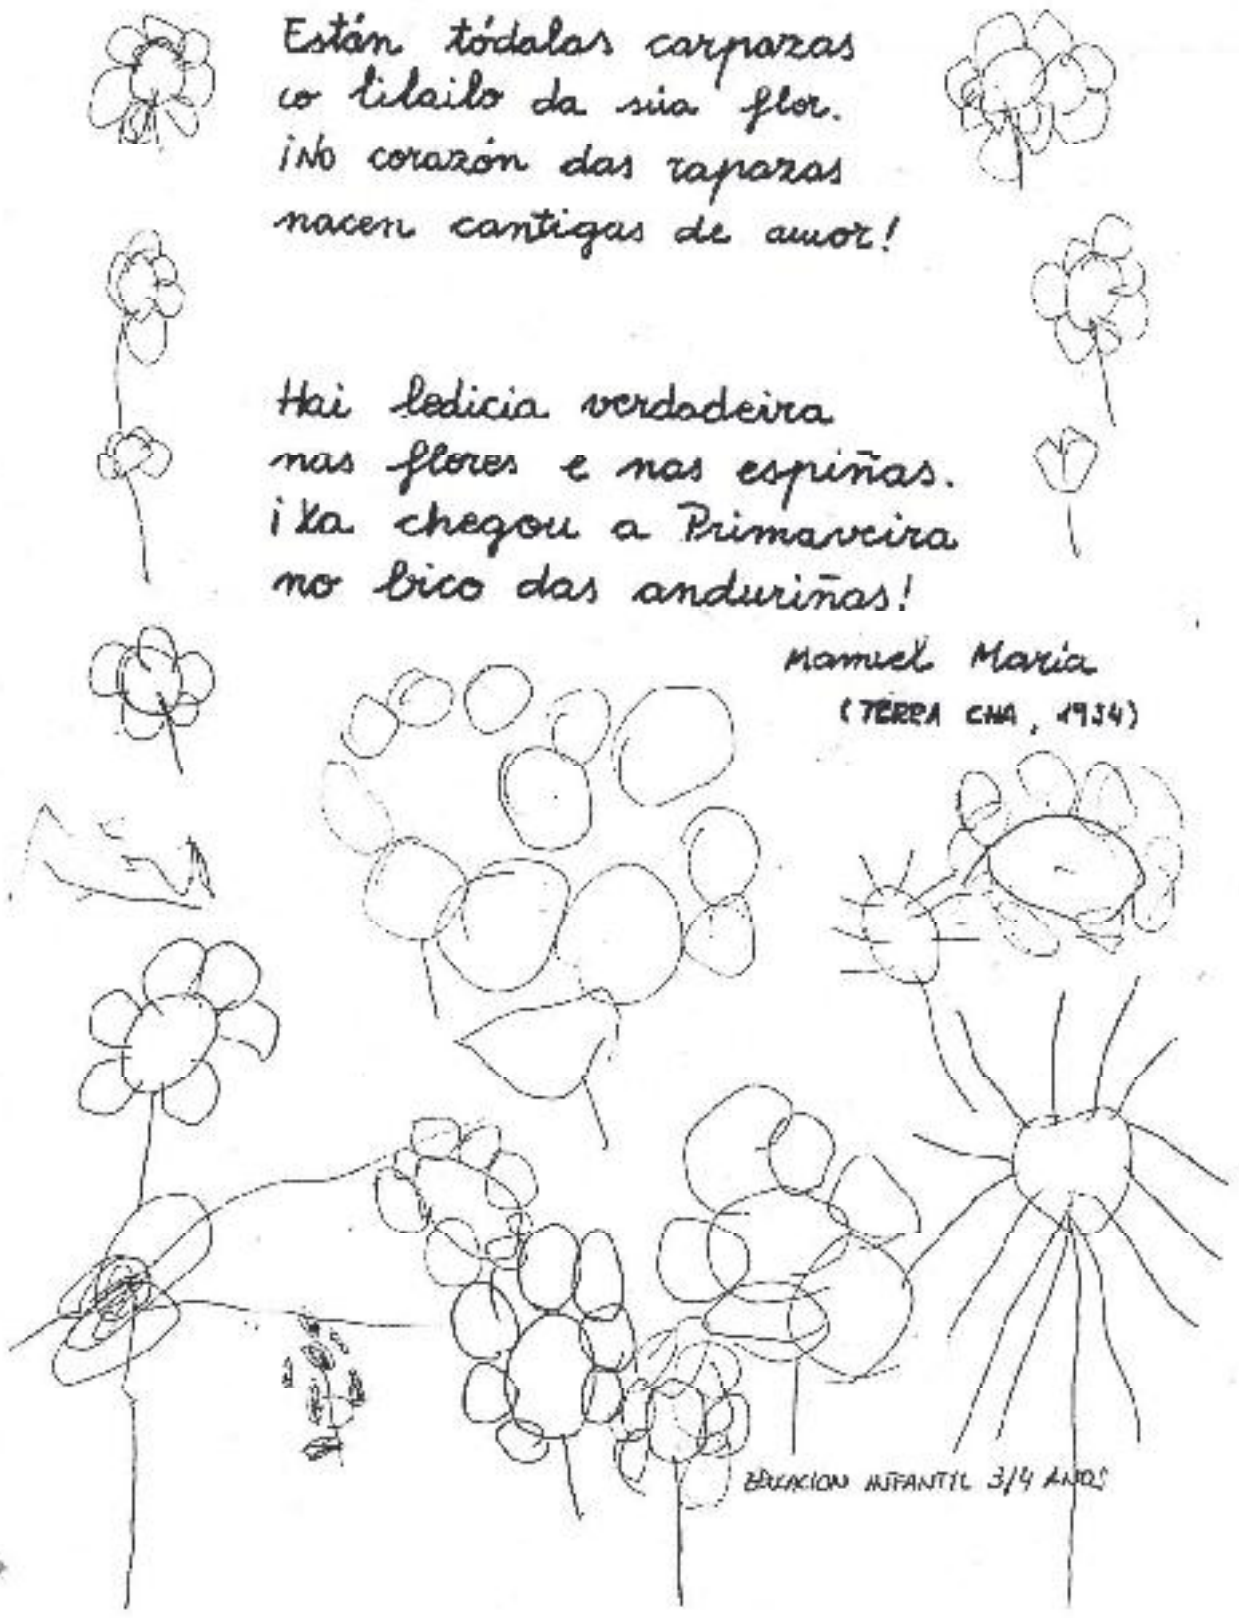 Están tódalas carpazas
co lilailo da súa flor.
¡No corazón das rapazas
nacen cantigas de amor!
Hai ledicia verdadeira
nas flores e nas espiñas.
¡Xa chegou a Primaveira
no bico das anduriñas!
Manuel María
(TERRA CHA, 1954)
EDUCACION INFANTIL 3/4 ANOS